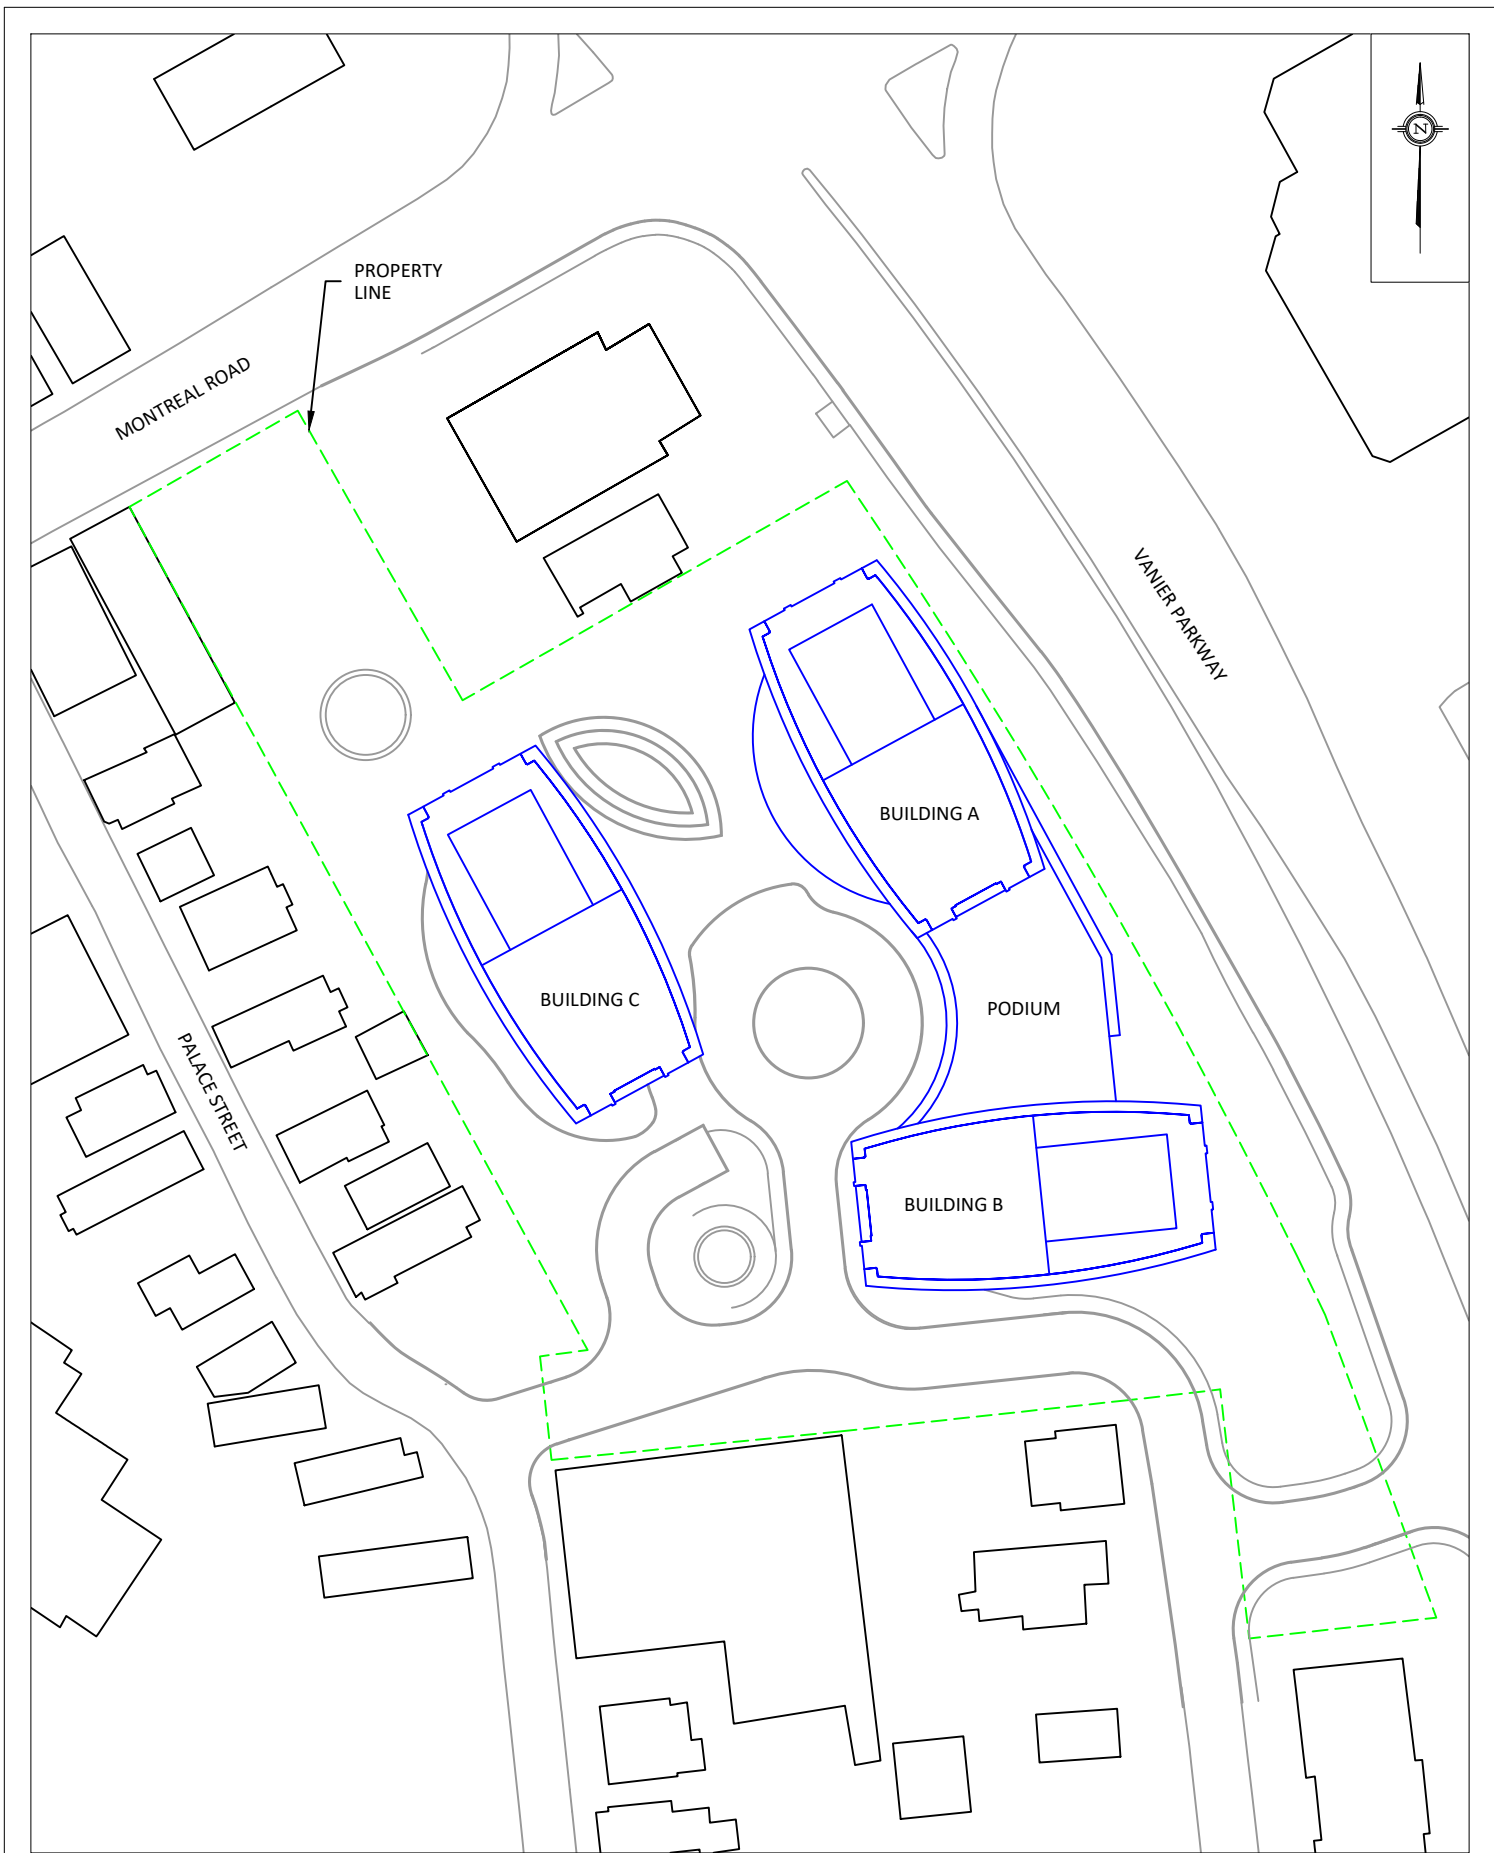 N
PROPERTY
LINE
MONTREAL ROAD
VANIER PARKWAY
BUILDING A
BUILDING C
PODIUM
PALACE STREET
BUILDING B